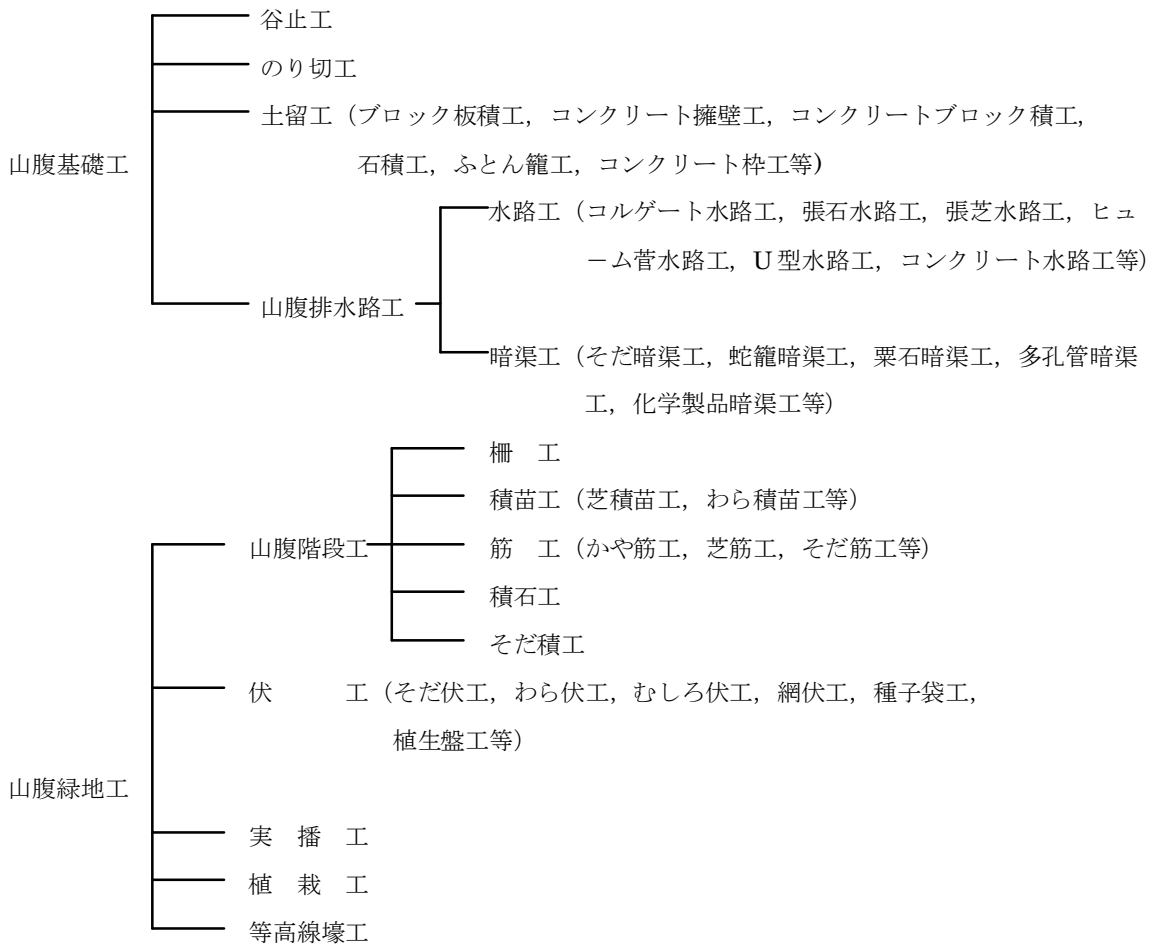 谷止工
のり切工
土留工（ブロック板積工，コンクリート擁壁工，コンクリートブロック積工，
山腹基礎工
石積工，ふとん籠工，コンクリート枠工等）
水路工（コルゲート水路工，張石水路工，張芝水路工，ヒュ
－ム菅水路工，U型水路工，コンクリート水路工等）
山腹排水路工
暗渠工（そだ暗渠工，蛇籠暗渠工，栗石暗渠工，多孔管暗渠
工，化学製品暗渠工等）
柵　工
積苗工（芝積苗工，わら積苗工等）
山腹階段工
筋　工（かや筋工，芝筋工，そだ筋工等）
積石工
そだ積工
伏　　　工（そだ伏工，わら伏工，むしろ伏工，網伏工，種子袋工，
植生盤工等）
山腹緑地工
実　播　工
植　栽　工
等高線壕工